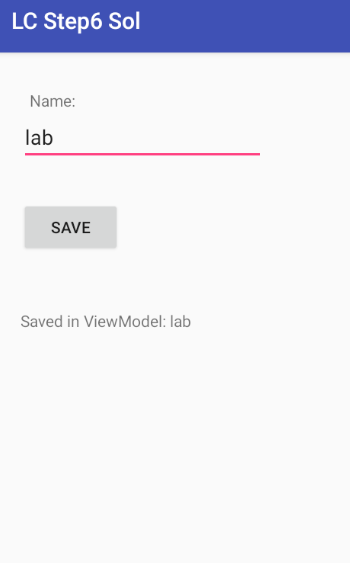 LC Step6 Sol
Name:
lab
SAVE
Saved in ViewModel: lab